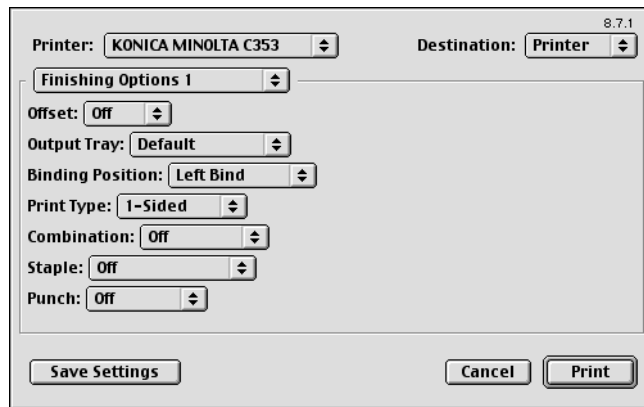 8.7.1
Printer: KONICA MINOLTA C353 Destination: Printer
Finishing Options 1
Offset: Off
Output Tray: Default
Binding Position: Left Bind
Print Type: 1-Sided
Combination: Off
Staple: Off
Punch: Off
Save Settings Cancel Print